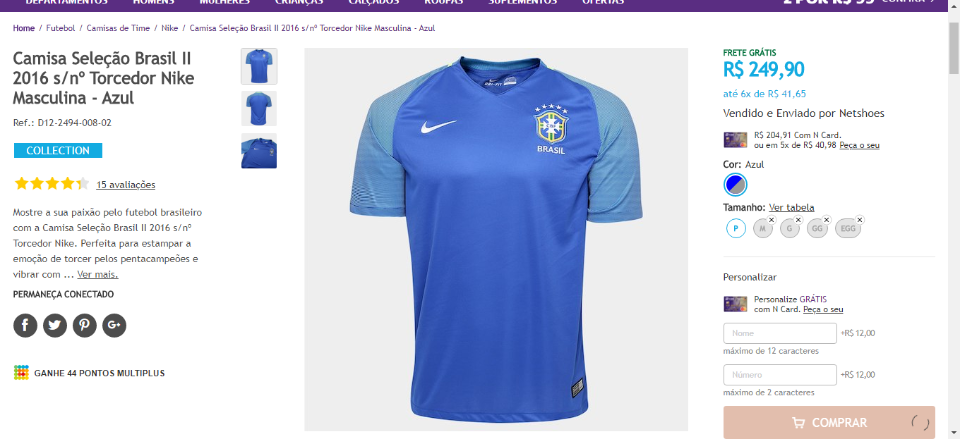 DEPARTAMENTOS HOMENS MULHERES CRIANÇAS CALÇADOS ROUPAS SUPLEMENTOS OFERTAS
Home / Futebol / Camisas de Time / Nike / Camisa Seleção Brasil II 2016 s/nº Torcedor Nike Masculina - Azul
Camisa Seleção Brasil II
2016 s/nº Torcedor Nike
Masculina - Azul
Ref.: D12-2494-008-02
COLLECTION
15 avaliações
Mostre a sua paixão pelo futebol brasileiro
com a Camisa Seleção Brasil II 2016 s/nº
Torcedor Nike. Perfeita para estampar a
emoção de torcer pelos pentacampeões e
vibrar com ... Ver mais.
PERMANEÇA CONECTADO
GANHE 44 PONTOS MULTIPLUS
BRASIL
FRETE GRÁTIS
R$ 249,90
até 6x de R$ 41,65
Vendido e Enviado por Netshoes
R$ 204,91 Com N Card.
ou em 5x de R$ 40,98 Peça o seu
Cor: Azul
Tamanho: Ver tabela
P M G GG EGG
Personalizar
Personalize GRÁTIS
com N Card. Peça o seu
Nome +R$ 12,00
máximo de 12 caracteres
Número +R$ 12,00
máximo de 2 caracteres
COMPRAR